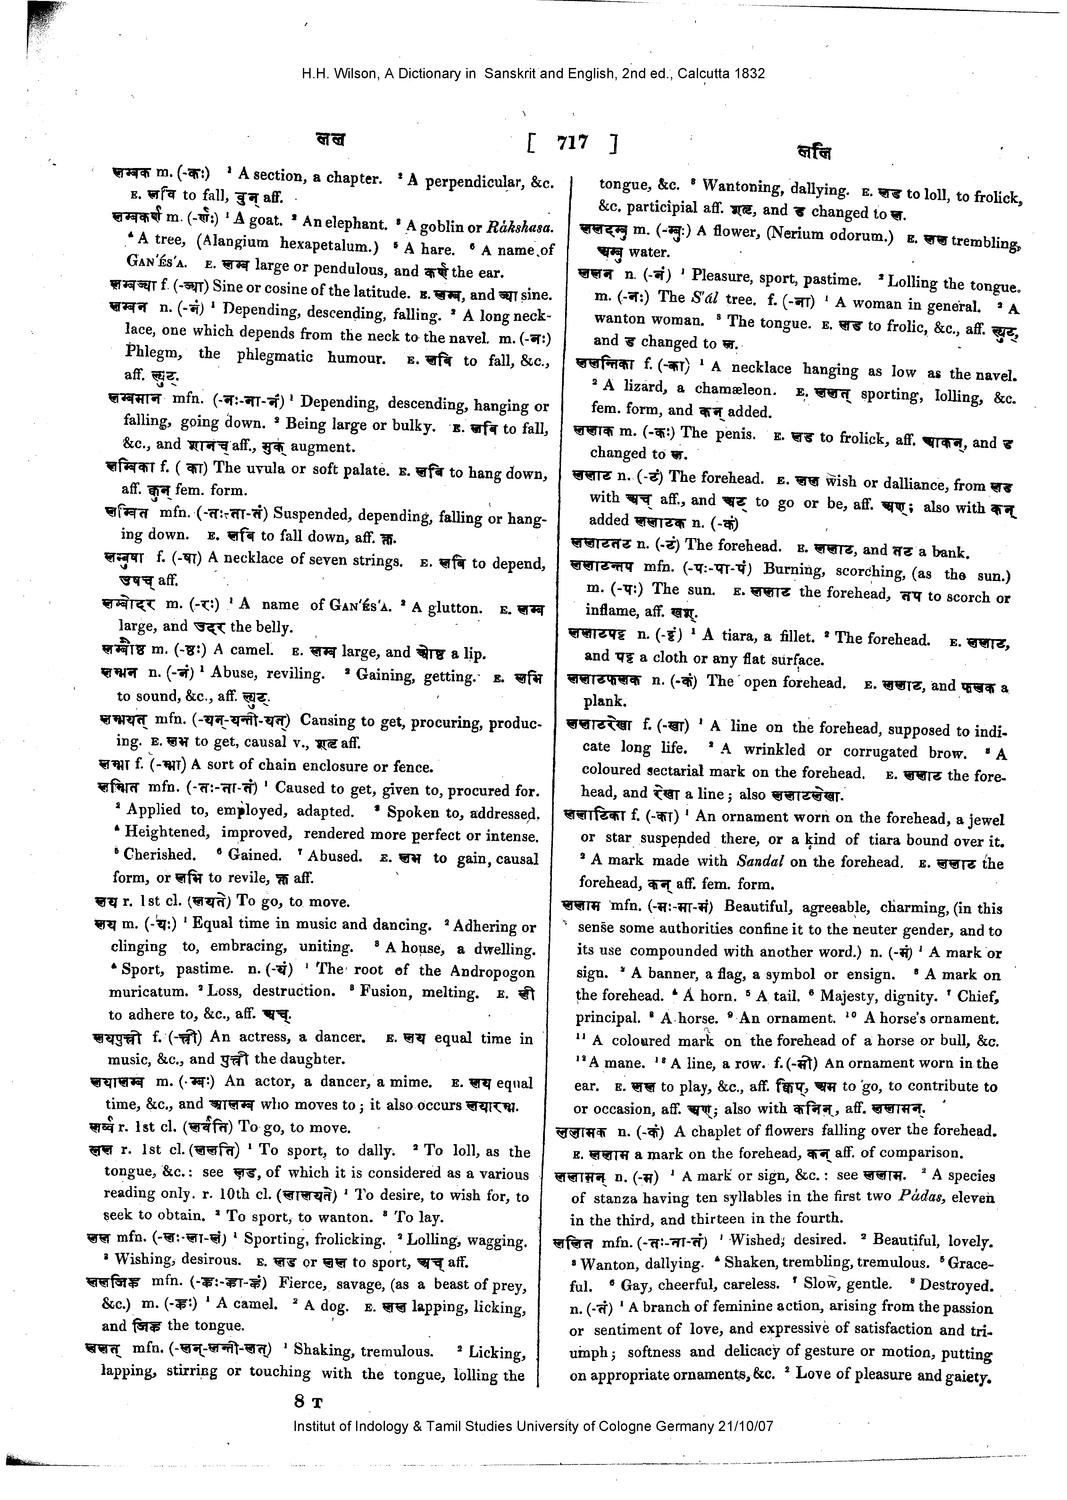 H.H. Wilson, A Dictionary in Sanskrit and English, 2nd ed., Calcutta 1832
लल
[ 717 ]
ललि
लम्बक m. (-कः) ¹ A section, a chapter. ² A perpendicular, &c.
E. लवि to fall, वुन् aff.
लम्बकर्ण m. (-र्णः) ¹ A goat. ² An elephant. ³ A goblin or Rákshasa.
⁴ A tree, (Alangium hexapetalum.) ⁵ A hare. ⁶ A name of
GAN'ÉS'A. E. लम्ब large or pendulous, and कर्ण the ear.
लम्बज्या f. (-ज्या) Sine or cosine of the latitude. E. लम्ब, and ज्या sine.
लम्बन n. (-नं) ¹ Depending, descending, falling. ² A long neck-
lace, one which depends from the neck to the navel. m. (-नः)
Phlegm, the phlegmatic humour. E. लबि to fall, &c.,
aff. ल्युट्.
लम्बमान mfn. (-नः-ना-नं) ¹ Depending, descending, hanging or
falling, going down. ² Being large or bulky. E. लबि to fall,
&c., and शानच् aff., मुक् augment.
लम्बिका f. ( का) The uvula or soft palate. E. लबि to hang down,
aff. कुन् fem. form.
लम्बित mfn. (-तः-ता-तं) Suspended, depending, falling or hang-
ing down. E. लबि to fall down, aff. क्त.
लम्बुषा f. (-षा) A necklace of seven strings. E. लबि to depend,
उषच् aff.
लम्बोदर m. (-रः) ¹ A name of GAN'ÉS'A. ² A glutton. E. लम्ब
large, and उदर the belly.
लम्बौष्ठ m. (-ष्ठः) A camel. E. लम्ब large, and ओष्ठ a lip.
लम्भन n. (-नं) ¹ Abuse, reviling. ² Gaining, getting. E. लभि
to sound, &c., aff. ल्युट्.
लम्भयत् mfn. (-यन्-यन्ती-यत्) Causing to get, procuring, produc-
ing. E. लभ to get, causal v., शतृ aff.
लम्भा f. (-म्भा) A sort of chain enclosure or fence.
लम्भित mfn. (-तः-ता-तं) ¹ Caused to get, given to, procured for.
² Applied to, employed, adapted. ³ Spoken to, addressed.
⁴ Heightened, improved, rendered more perfect or intense.
⁵ Cherished. ⁶ Gained. ⁷ Abused. E. लभ to gain, causal
form, or लभि to revile, क्त aff.
लय r. 1st cl. (लयते) To go, to move.
लय m. (-यः) ¹ Equal time in music and dancing. ² Adhering or
clinging to, embracing, uniting. ³ A house, a dwelling.
⁴ Sport, pastime. n. (-यं) ¹ The root of the Andropogon
muricatum. ² Loss, destruction. ³ Fusion, melting. E. ली
to adhere to, &c., aff. अच्.
लयपुत्री f. (-त्री) An actress, a dancer. E. लय equal time in
music, &c., and पुत्री the daughter.
लयालम्ब m. (-म्बः) An actor, a dancer, a mime. E. लय equal
time, &c., and आलम्ब who moves to; it also occurs लयारम्भ.
लर्व्व r. 1st cl. (लर्वति) To go, to move.
लल r. 1st cl. (ललति) ¹ To sport, to dally. ² To loll, as the
tongue, &c.: see लड, of which it is considered as a various
reading only. r. 10th cl. (लालयते) ¹ To desire, to wish for, to
seek to obtain. ² To sport, to wanton. ³ To lay.
लल mfn. (-लः-ला-लं) ¹ Sporting, frolicking. ² Lolling, wagging.
³ Wishing, desirous. E. लड or लल to sport, अच् aff.
ललजिह्व mfn. (-ह्वः-ह्वा-ह्वं) Fierce, savage, (as a beast of prey,
&c.) m. (-ह्वः) ¹ A camel. ² A dog. E. लल lapping, licking,
and जिह्व the tongue.
ललत् mfn. (-लन्-लन्ती-लत्) ¹ Shaking, tremulous. ² Licking,
lapping, stirring or touching with the tongue, lolling the
8 T
tongue, &c. ³ Wantoning, dallying. E. लड to loll, to frolick,
&c. participial aff. शतृ, and ड changed to ल.
ललदम्बु m. (-म्बुः) A flower, (Nerium odorum.) E. लल trembling,
अम्बु water.
ललन n. (-नं) ¹ Pleasure, sport, pastime. ² Lolling the tongue.
m. (-नः) The S'ál tree. f. (-ना) ¹ A woman in general. ² A
wanton woman. ³ The tongue. E. लड to frolic, &c., aff. ल्युट्,
and ड changed to ल.
ललन्तिका f. (-का) ¹ A necklace hanging as low as the navel.
² A lizard, a chamæleon. E. ललत् sporting, lolling, &c.
fem. form, and कन् added.
ललाक m. (-कः) The penis. E. लड to frolick, aff. आकन्, and ड
changed to ल.
ललाट n. (-टं) The forehead. E. लल wish or dalliance, from लड
with अच् aff., and अट to go or be, aff. अण्; also with कन्
added ललाटक n. (-कं)
ललाटतट n. (-टं) The forehead. E. ललाट, and तट a bank.
ललाटन्तप mfn. (-पः-पा-पं) Burning, scorching, (as the sun.)
m. (-पः) The sun. E. ललाट the forehead, तप to scorch or
inflame, aff. खश्.
ललाटपट्ट n. (-ट्टं) ¹ A tiara, a fillet. ² The forehead. E. ललाट,
and पट्ट a cloth or any flat surface.
ललाटफलक n. (-कं) The open forehead. E. ललाट, and फलक a
plank.
ललाटरेखा f. (-खा) ¹ A line on the forehead, supposed to indi-
cate long life. ² A wrinkled or corrugated brow. ³ A
coloured sectarial mark on the forehead. E. ललाट the fore-
head, and रेखा a line; also ललाटलेखा.
ललाटिका f. (-का) ¹ An ornament worn on the forehead, a jewel
or star suspended there, or a kind of tiara bound over it.
² A mark made with Sandal on the forehead. E. ललाट the
forehead, कन् aff. fem. form.
ललाम mfn. (-मः-मा-मं) Beautiful, agreeable, charming, (in this
sense some authorities confine it to the neuter gender, and to
its use compounded with another word.) n. (-मं) ¹ A mark or
sign. ² A banner, a flag, a symbol or ensign. ³ A mark on
the forehead. ⁴ A horn. ⁵ A tail. ⁶ Majesty, dignity. ⁷ Chief,
principal. ⁸ A horse. ⁹ An ornament. ¹⁰ A horse's ornament.
¹¹ A coloured mark on the forehead of a horse or bull, &c.
¹² A mane. ¹³ A line, a row. f. (-मी) An ornament worn in the
ear. E. लल to play, &c., aff. क्विप्, अम to go, to contribute to
or occasion, aff. अण्; also with कनिन्, aff. ललामन्.
ललामक n. (-कं) A chaplet of flowers falling over the forehead.
E. ललाम a mark on the forehead, कन् aff. of comparison.
ललामन् n. (-म) ¹ A mark or sign, &c.: see ललाम. ² A species
of stanza having ten syllables in the first two Pádas, eleven
in the third, and thirteen in the fourth.
ललित mfn. (-तः-ता-तं) ¹ Wished, desired. ² Beautiful, lovely.
³ Wanton, dallying. ⁴ Shaken, trembling, tremulous. ⁵ Grace-
ful. ⁶ Gay, cheerful, careless. ⁷ Slow, gentle. ⁸ Destroyed.
n. (-तं) ¹ A branch of feminine action, arising from the passion
or sentiment of love, and expressive of satisfaction and tri-
umph; softness and delicacy of gesture or motion, putting
on appropriate ornaments, &c. ² Love of pleasure and gaiety.
Institut of Indology & Tamil Studies University of Cologne Germany 21/10/07